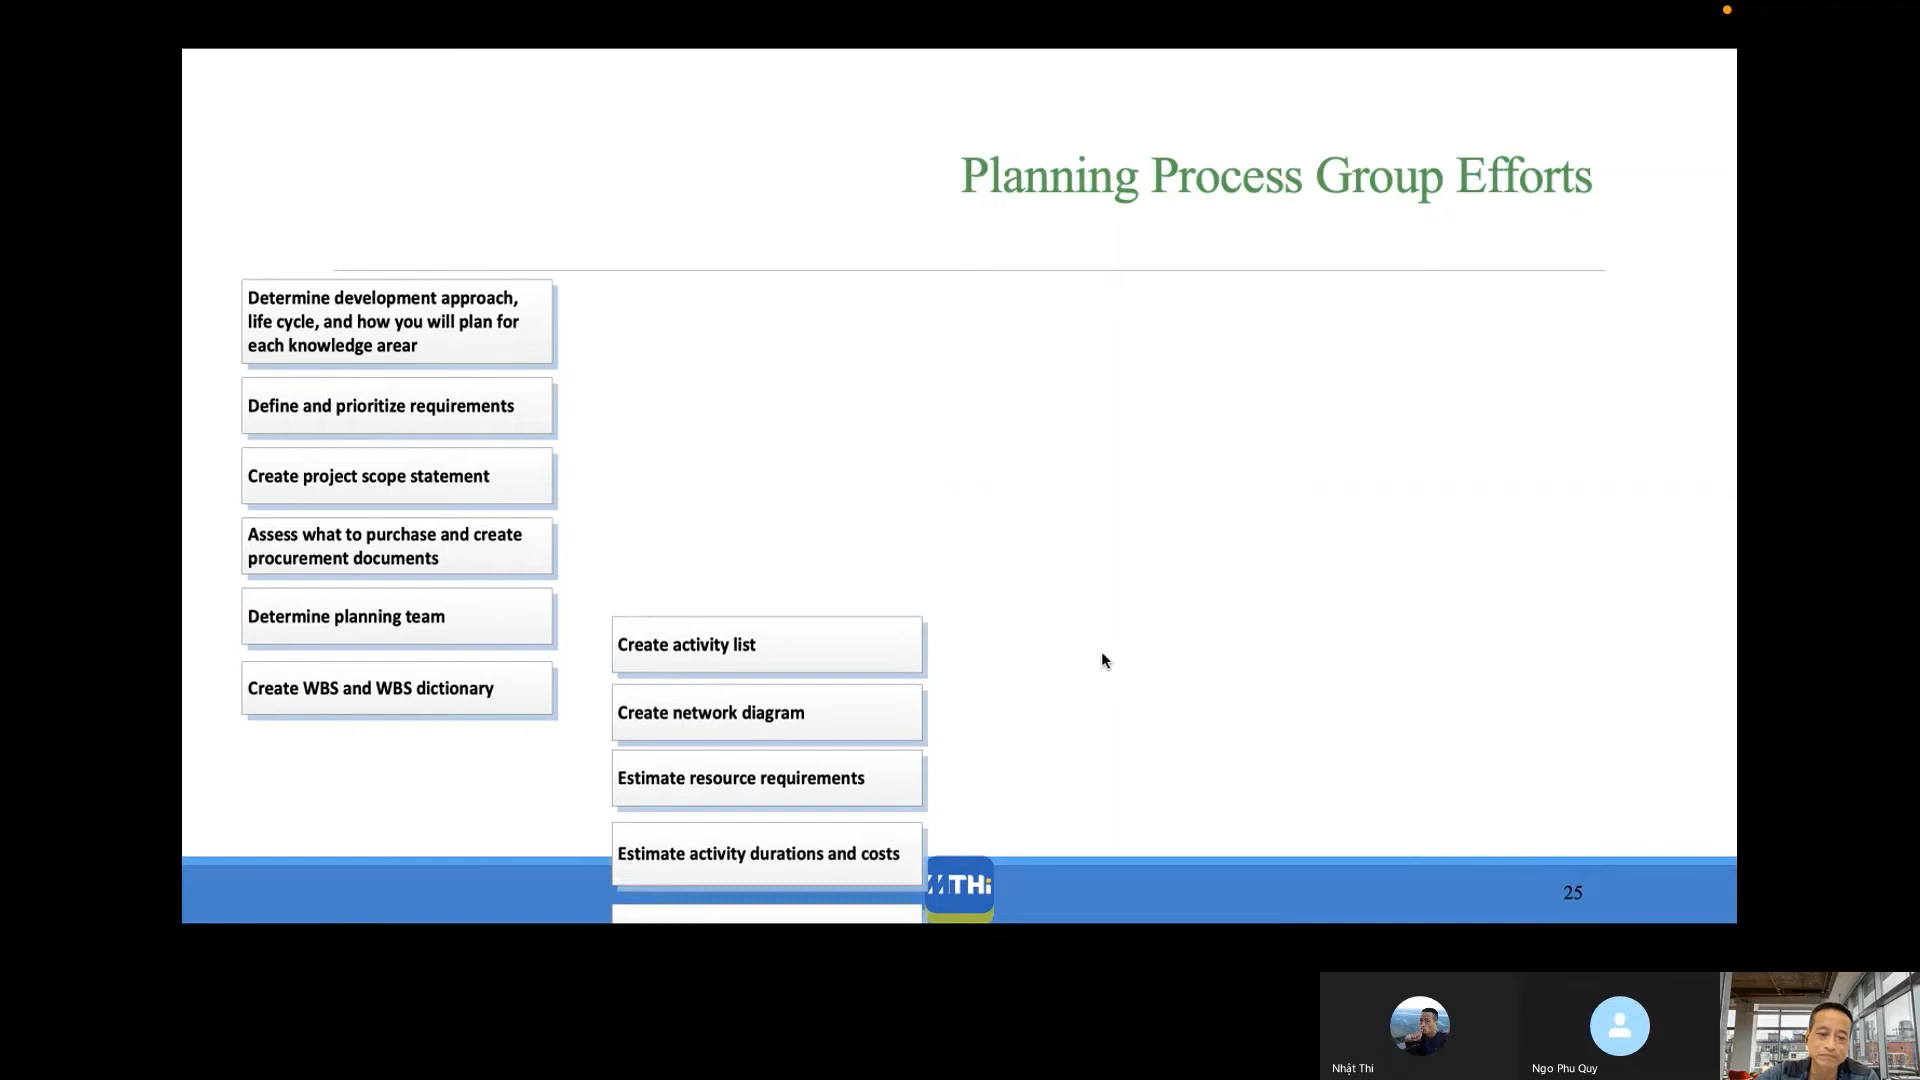 Planning Process Group Efforts
Determine development approach,
life cycle, and how you will plan for
each knowledge arear
Define and prioritize requirements
Create project scope statement
Assess what to purchase and create
procurement documents
Determine planning team
Create WBS and WBS dictionary
Create activity list
Create network diagram
Estimate resource requirements
Estimate activity durations and costs
MTHi
25
Nhật Thi
Ngo Phu Quy